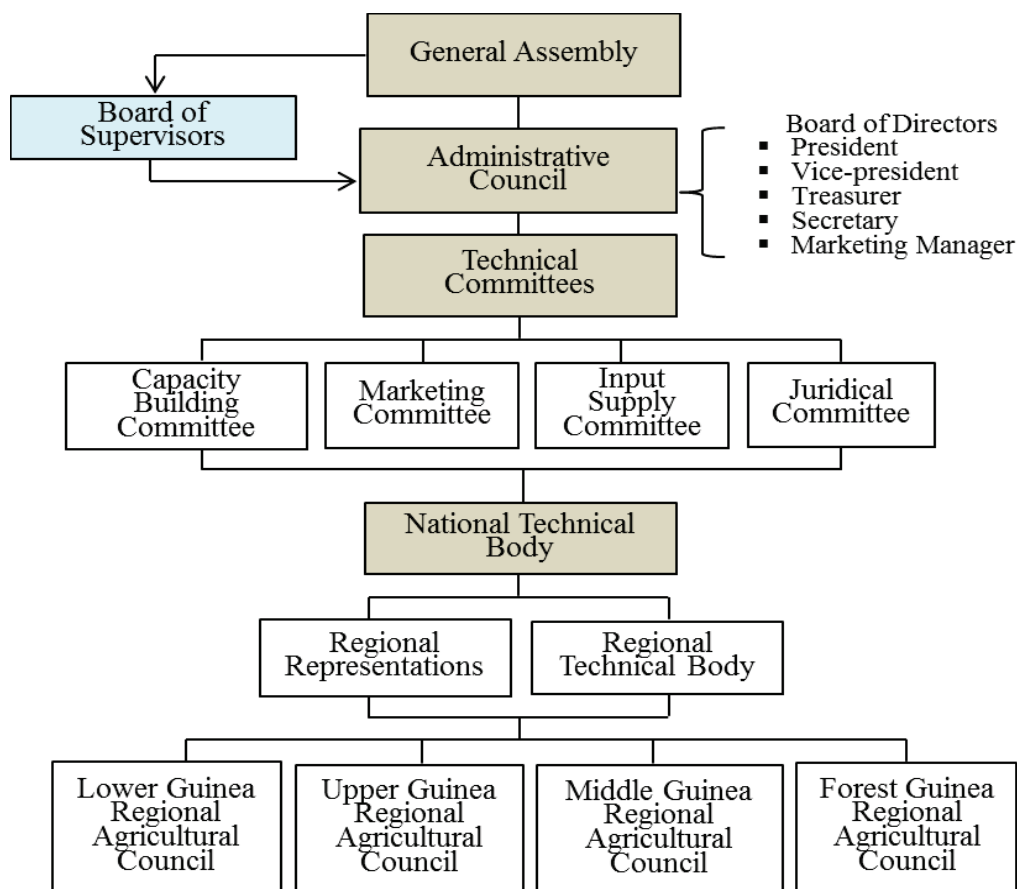 General Assembly
Board of
Supervisors
Administrative
Council
Board of Directors
▪ President
▪ Vice-president
▪ Treasurer
▪ Secretary
▪ Marketing Manager
Technical
Committees
Capacity
Building
Committee
Marketing
Committee
Input
Supply
Committee
Juridical
Committee
National Technical
Body
Regional
Representations
Regional
Technical Body
Lower Guinea
Regional
Agricultural
Council
Upper Guinea
Regional
Agricultural
Council
Middle Guinea
Regional
Agricultural
Council
Forest Guinea
Regional
Agricultural
Council